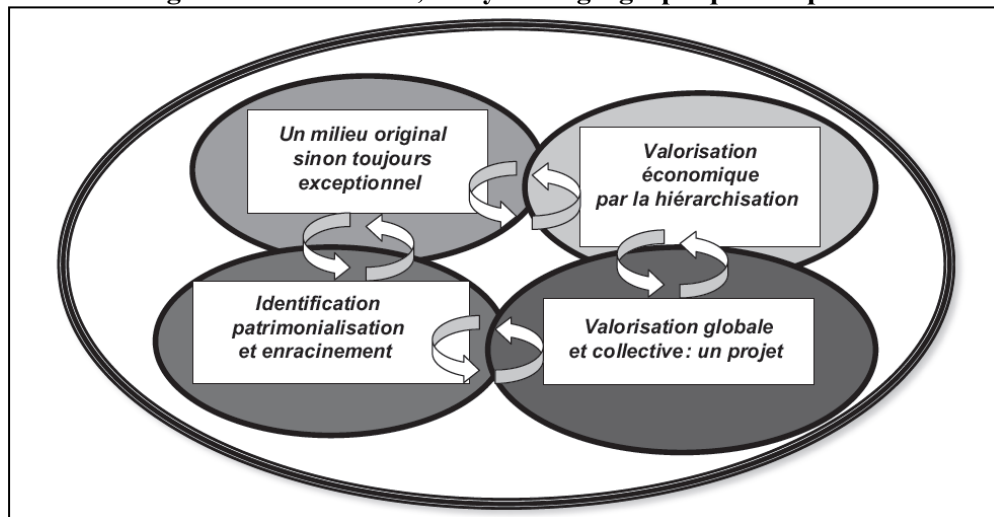 Un milieu original
sinon toujours
exceptionnel
Valorisation
économique
par la hiérarchisation
Identification
patrimonialisation
et enracinement
Valorisation globale
et collective : un projet